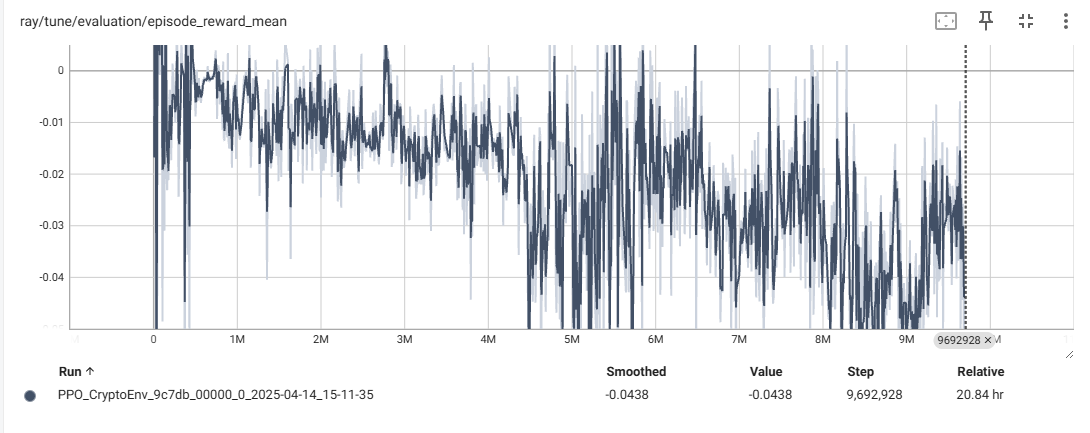 ray/tune/evaluation/episode_reward_mean
0
-0.01
-0.02
-0.03
-0.04
0 1M 2M 3M 4M 5M 6M 7M 8M 9M 9692928 × M
Run ↑ Smoothed Value Step Relative
PPO_CryptoEnv_9c7db_00000_0_2025-04-14_15-11-35 -0.0438 -0.0438 9,692,928 20.84 hr